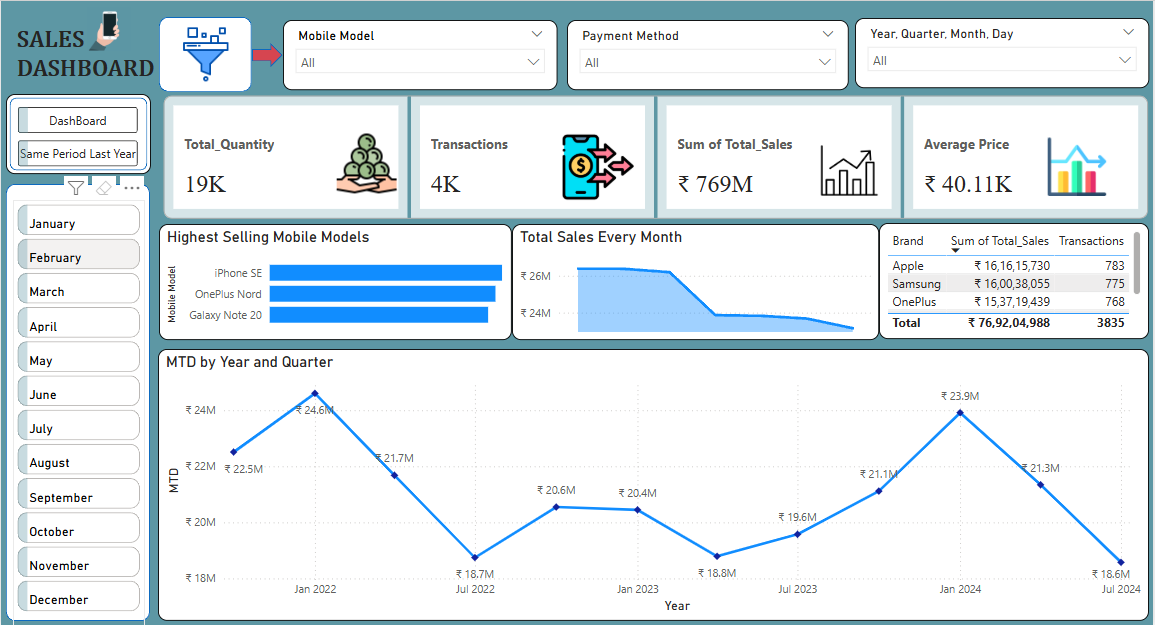 SALES
DASHBOARD
Mobile Model
All
Payment Method
All
Year, Quarter, Month, Day
All
DashBoard
Same Period Last Year
January
February
March
April
May
June
July
August
September
October
November
December
Total_Quantity
19K
Transactions
4K
Sum of Total_Sales
₹ 769M
Average Price
₹ 40.11K
Highest Selling Mobile Models
Mobile Model
iPhone SE
OnePlus Nord
Galaxy Note 20
Total Sales Every Month
₹ 26M
₹ 24M
Brand Sum of Total_Sales Transactions
Apple ₹ 16,16,15,730 783
Samsung ₹ 16,00,38,055 775
OnePlus ₹ 15,37,19,439 768
Total ₹ 76,92,04,988 3835
MTD by Year and Quarter
MTD
₹ 24M
₹ 22M
₹ 20M
₹ 18M
₹ 22.5M
₹ 24.6M
₹ 21.7M
₹ 18.7M
₹ 20.6M
₹ 20.4M
₹ 18.8M
₹ 19.6M
₹ 21.1M
₹ 23.9M
₹ 21.3M
₹ 18.6M
Jan 2022 Jul 2022 Jan 2023 Jul 2023 Jan 2024 Jul 2024
Year